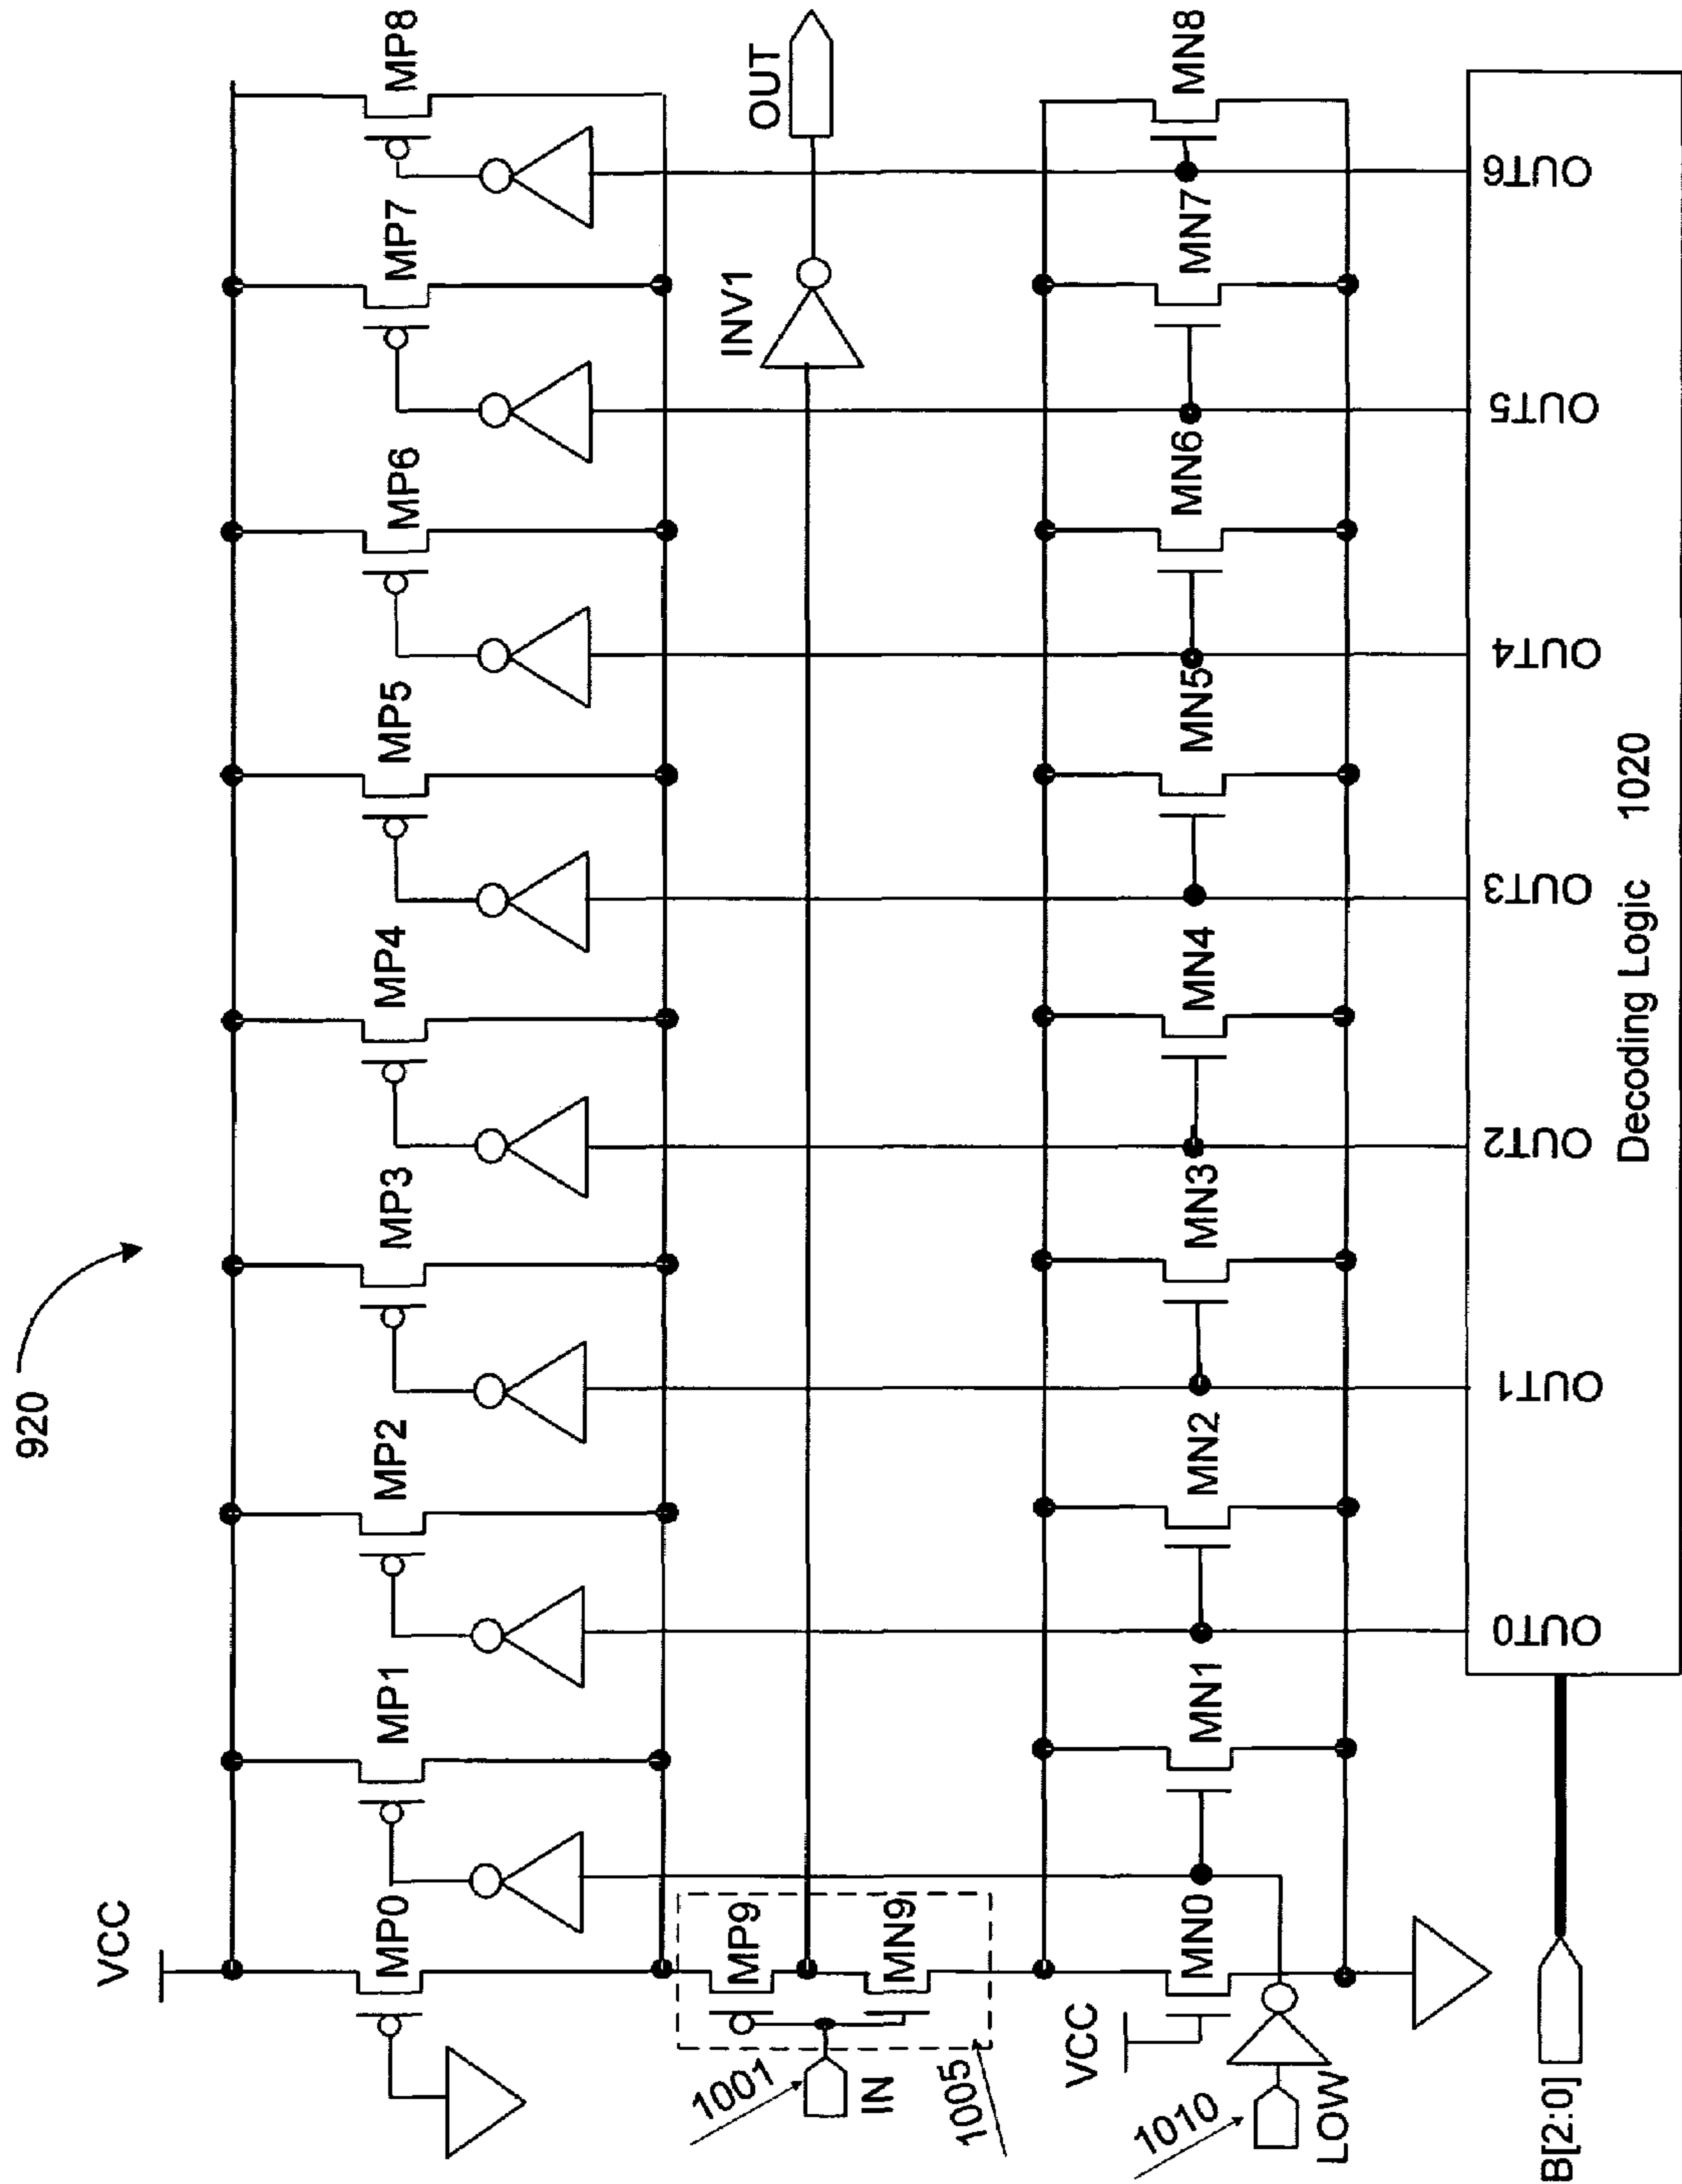 920
VCC
MP0
MP1
MP2
MP3
MP4
MP5
MP6
MP7
MP8
1001
IN
MP9
MN9
1005
INV1
OUT
VCC
MN0
MN1
MN2
MN3
MN4
MN5
MN6
MN7
MN8
1010
LOW
OUT0
OUT1
OUT2
OUT3
OUT4
OUT5
OUT6
B[2:0]
Decoding Logic 1020